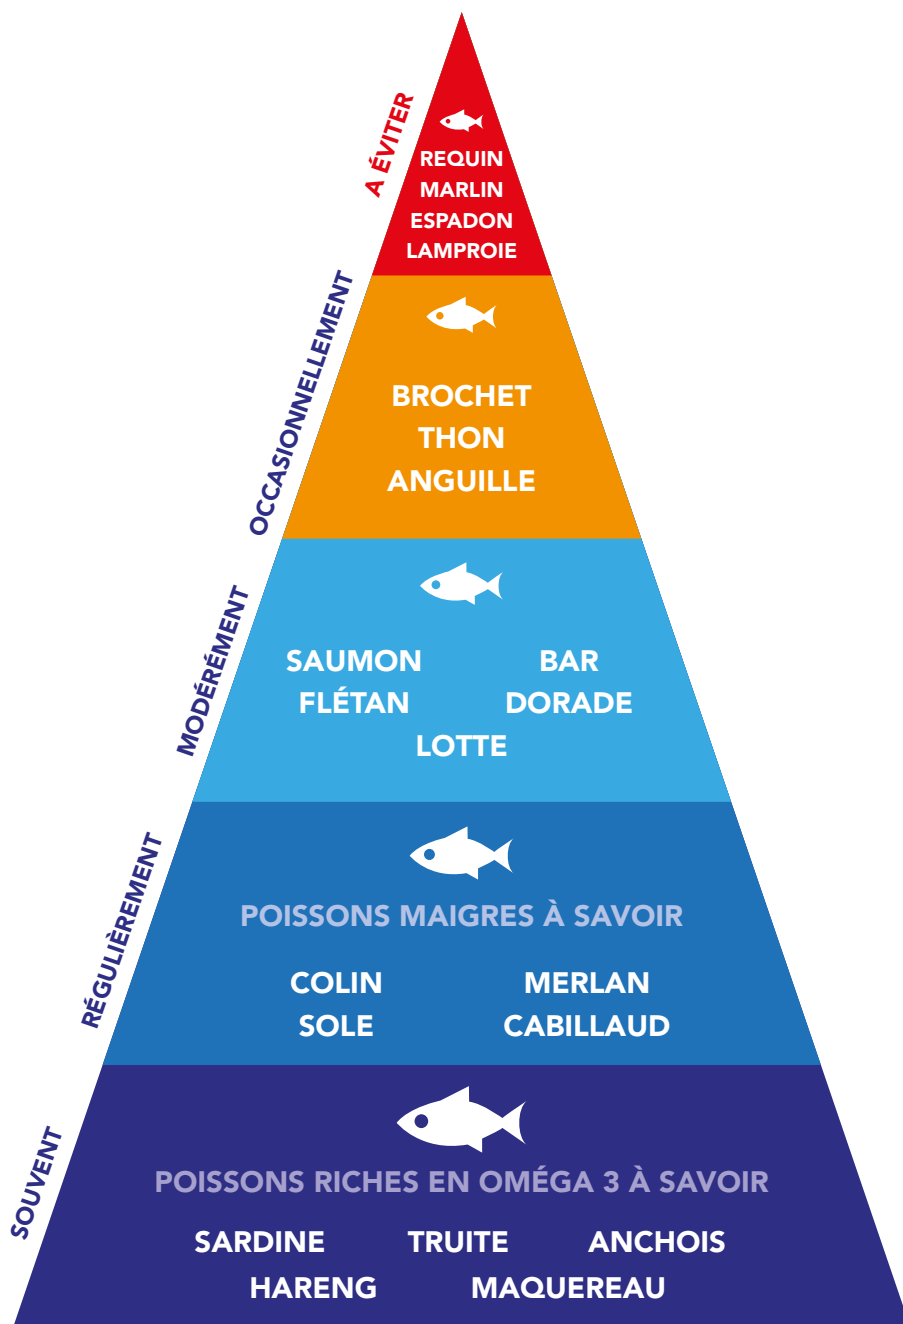 A ÉVITER
REQUIN
MARLIN
ESPADON
LAMPROIE
OCCASIONNELLEMENT
BROCHET
THON
ANGUILLE
MODÉRÉMENT
SAUMON BAR
FLÉTAN DORADE
LOTTE
RÉGULIÈREMENT
POISSONS MAIGRES À SAVOIR
COLIN MERLAN
SOLE CABILLAUD
SOUVENT
POISSONS RICHES EN OMÉGA 3 À SAVOIR
SARDINE TRUITE ANCHOIS
HARENG MAQUEREAU